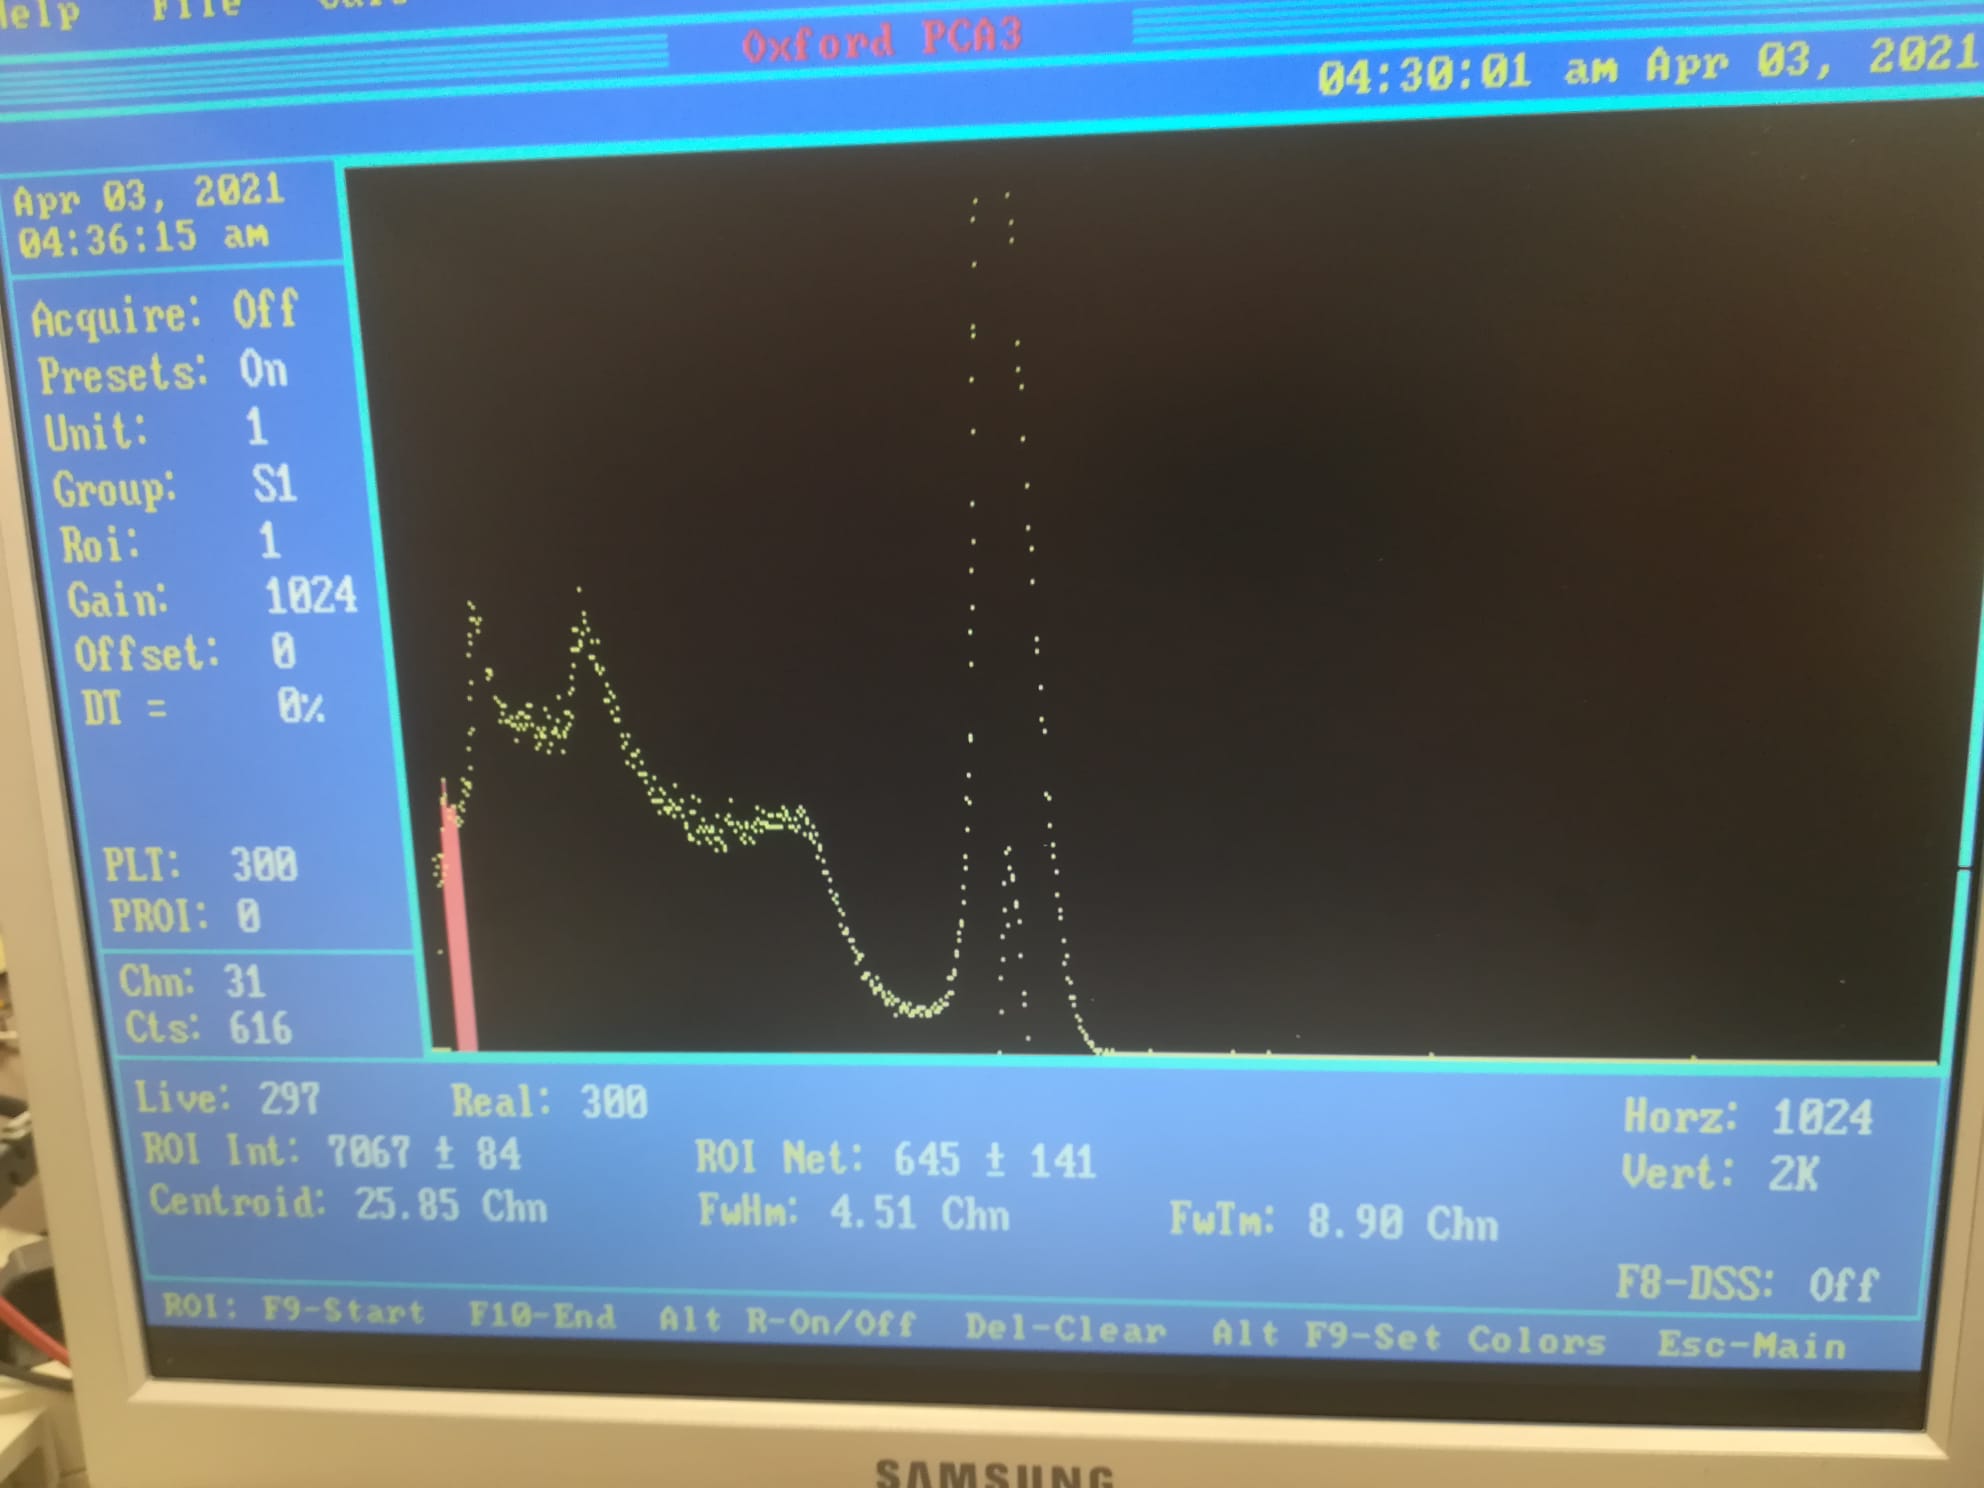 Help File
Oxford PCA3
04:30:01 am Apr 03, 2021
Apr 03, 2021
04:36:15 am
Acquire: Off
Presets: On
Unit: 1
Group: S1
Roi: 1
Gain: 1024
Offset: 0
DT = 0%
PLT: 300
PROI: 0
Chn: 31
Cts: 616
Live: 297 Real: 300 Horz: 1024
ROI Int: 7067 ± 84 ROI Net: 645 ± 141 Vert: 2K
Centroid: 25.85 Chn FwHm: 4.51 Chn FwTm: 8.90 Chn
F8-DSS: Off
ROI: F9-Start F10-End Alt R-On/Off Del-Clear Alt F9-Set Colors Esc-Main
SAMSUNG